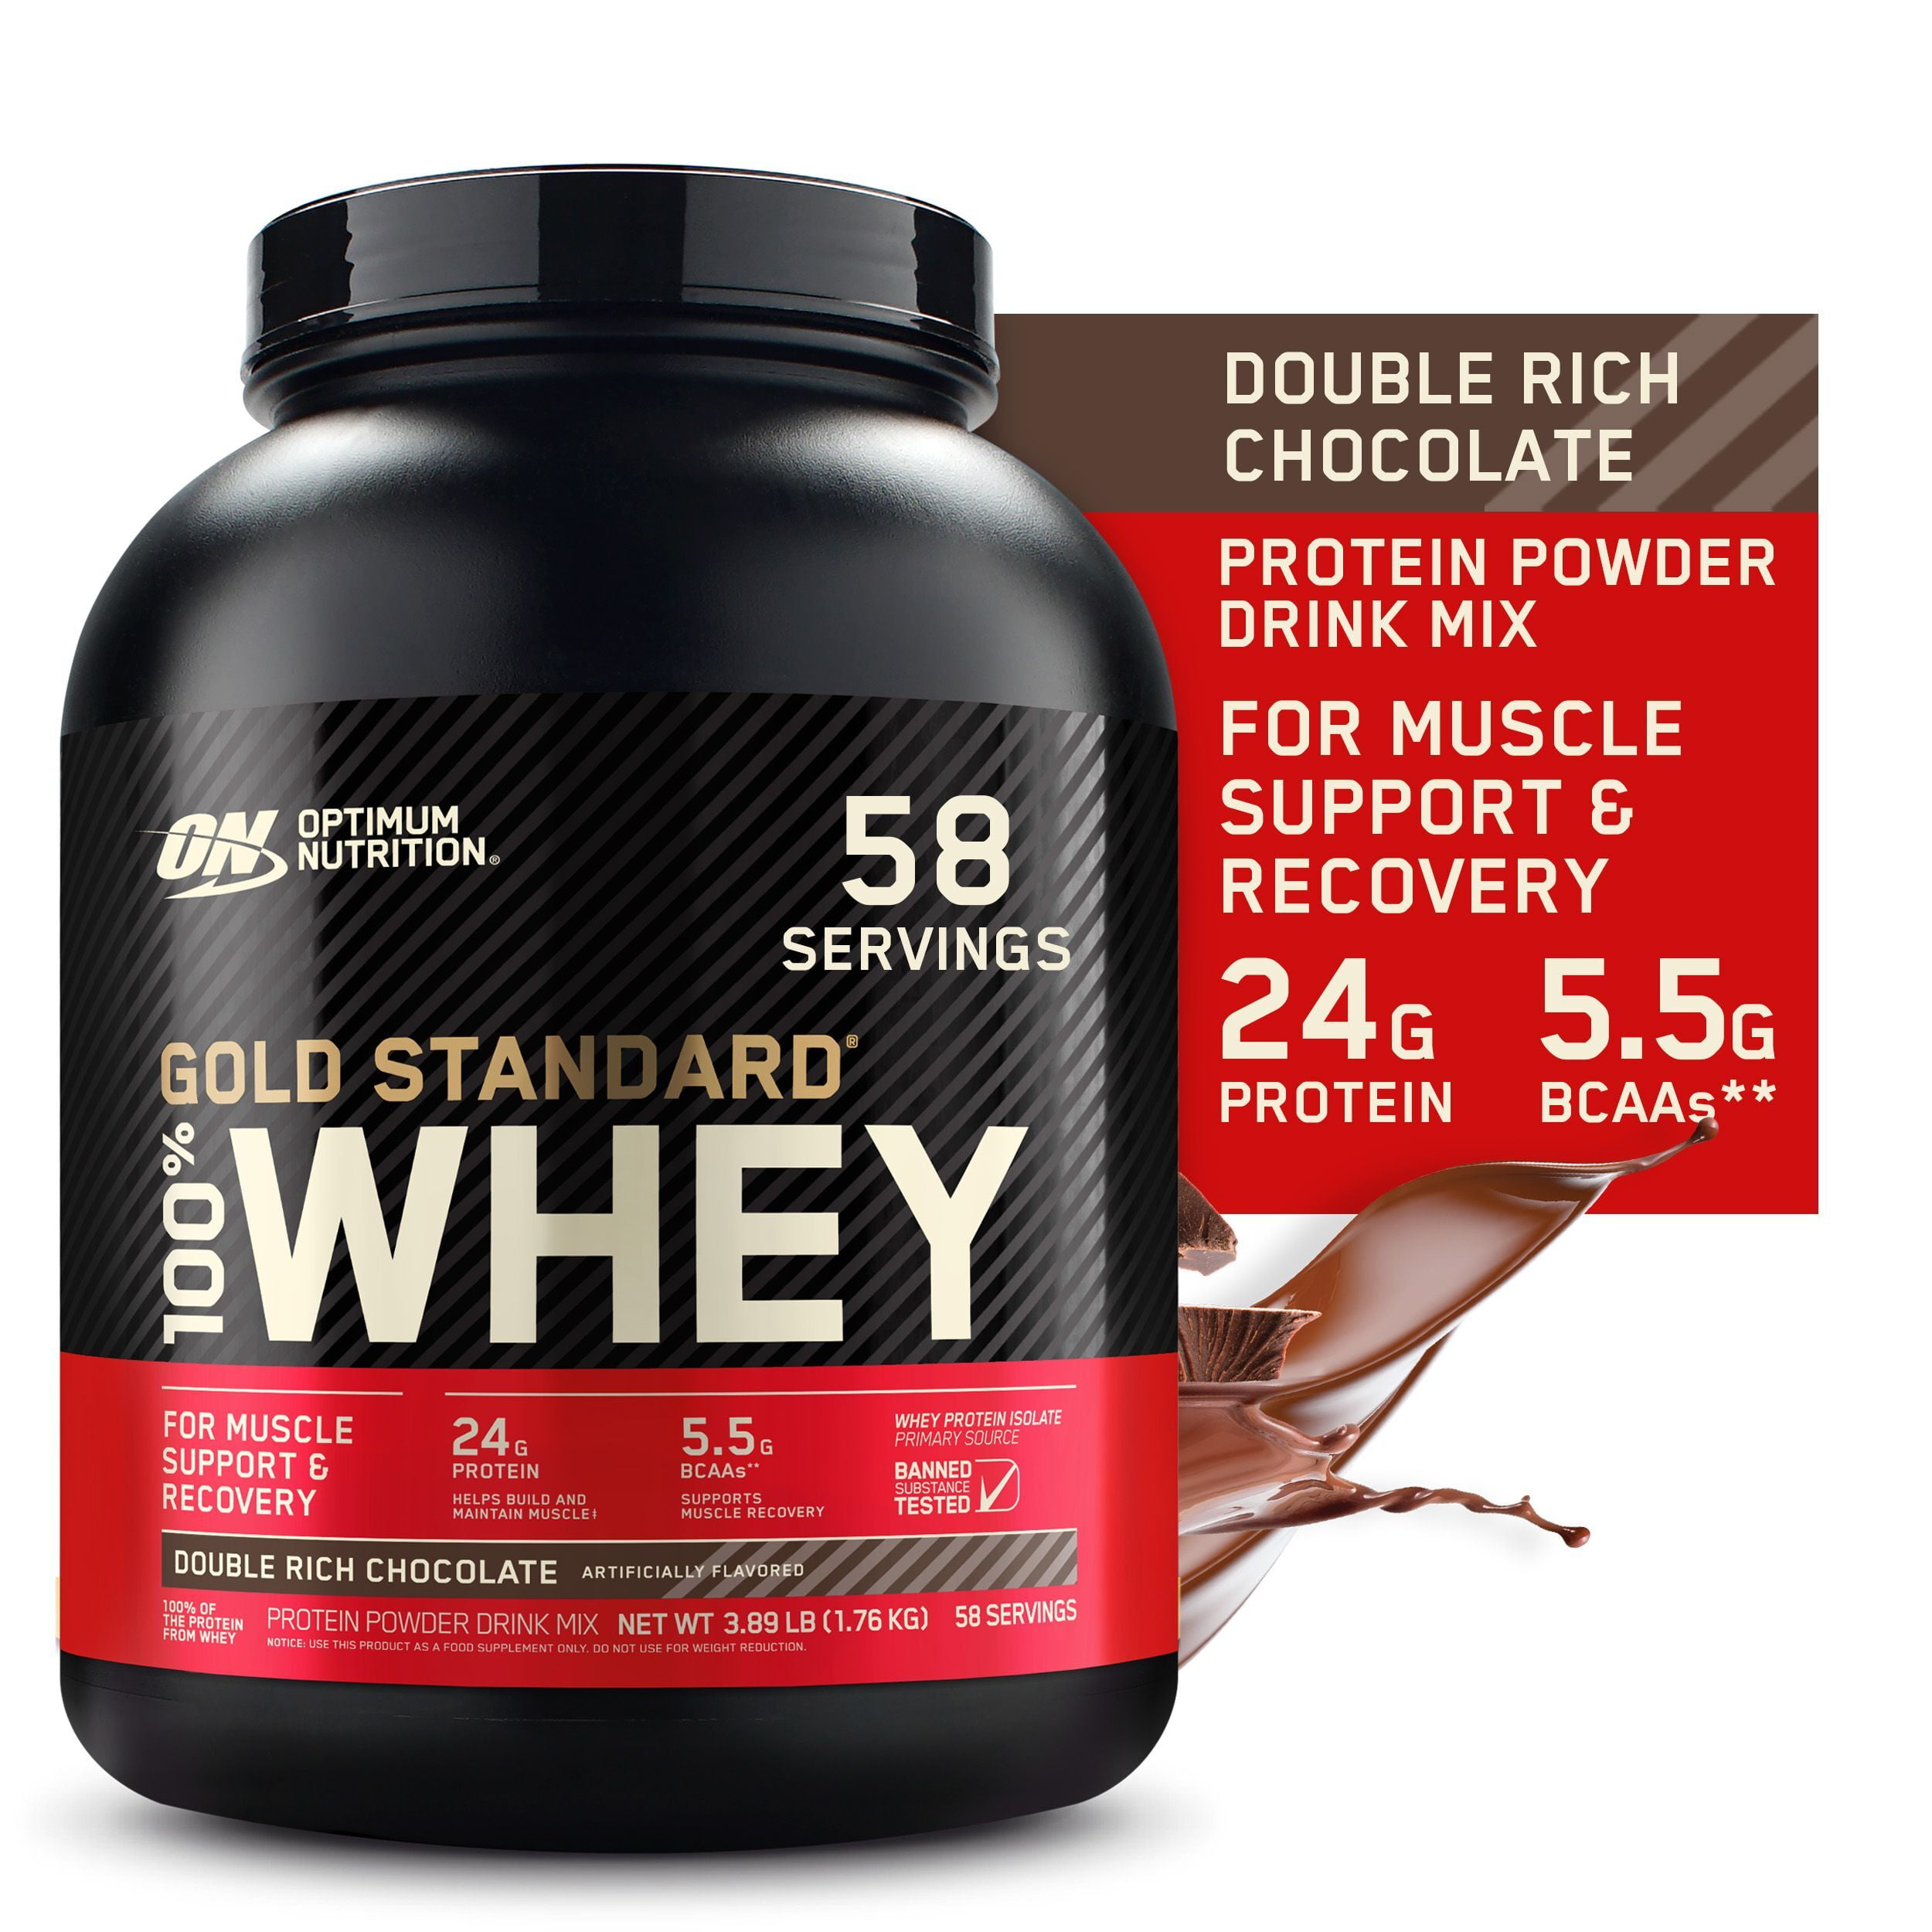 ON OPTIMUM
NUTRITION®
58
SERVINGS
GOLD STANDARD®
100%
WHEY
FOR MUSCLE
SUPPORT &
RECOVERY
24G
PROTEIN
HELPS BUILD AND
MAINTAIN MUSCLE‡
5.5G
BCAAs**
SUPPORTS
MUSCLE RECOVERY
WHEY PROTEIN ISOLATE
PRIMARY SOURCE
BANNED
SUBSTANCE
TESTED
DOUBLE RICH CHOCOLATE ARTIFICIALLY FLAVORED
100% OF
THE PROTEIN
FROM WHEY
PROTEIN POWDER DRINK MIX NET WT 3.89 LB (1.76 KG) 58 SERVINGS
NOTICE: USE THIS PRODUCT AS A FOOD SUPPLEMENT ONLY. DO NOT USE FOR WEIGHT REDUCTION.
DOUBLE RICH
CHOCOLATE
PROTEIN POWDER
DRINK MIX
FOR MUSCLE
SUPPORT &
RECOVERY
24G
PROTEIN
5.5G
BCAAs**